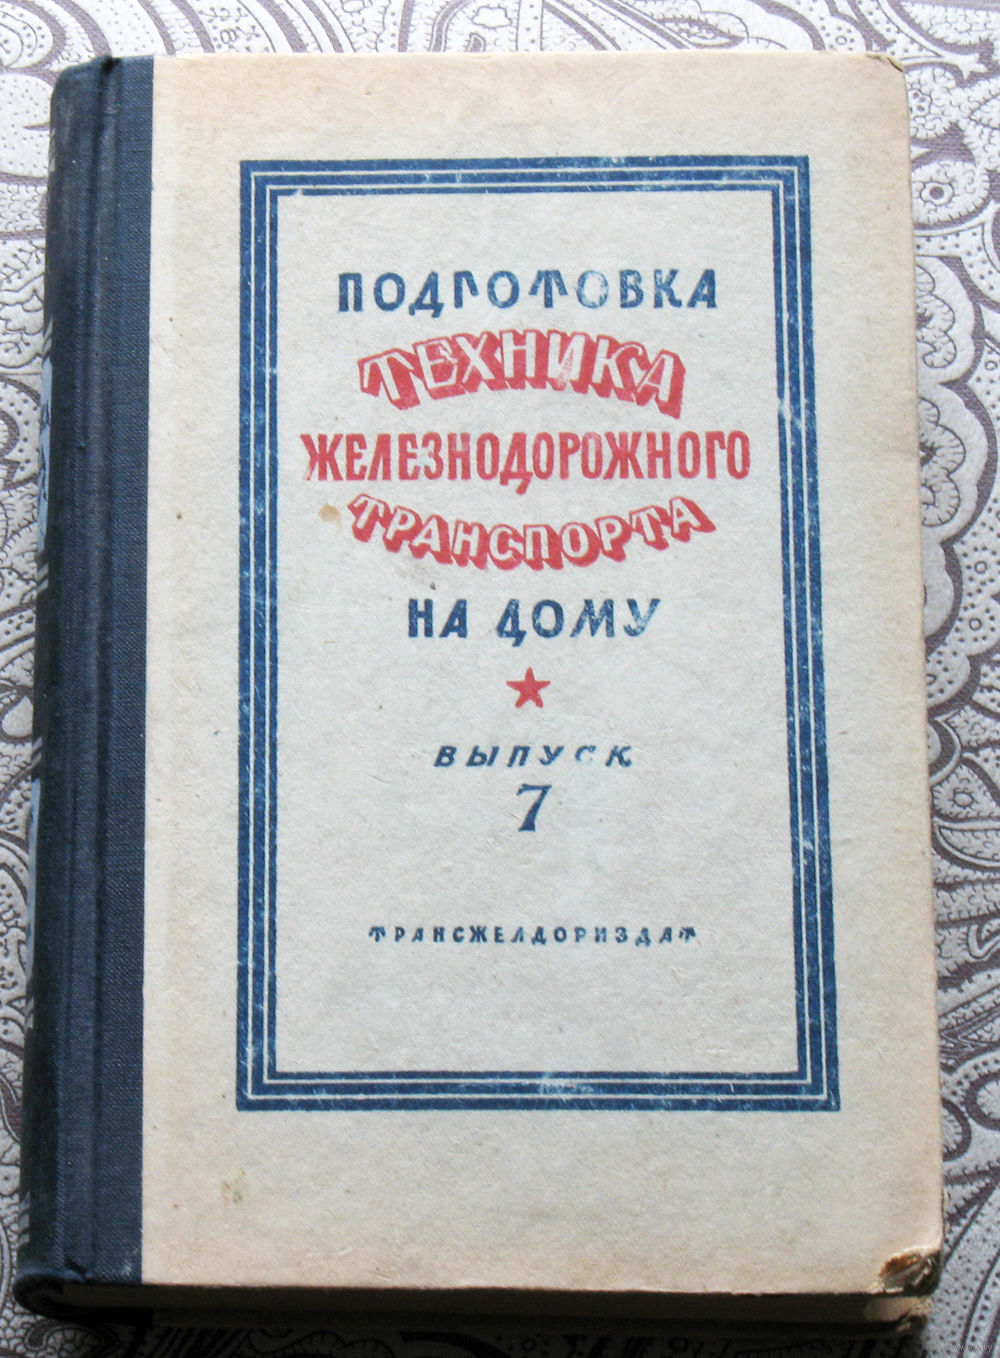 ПОДГОТОВКА
ТЕХНИКА
ЖЕЛЕЗНОДОРОЖНОГО
ТРАНСПОРТА
НА ДОМУ
ВЫПУСК
7
ТРАНСЖЕЛДОРИЗДАТ